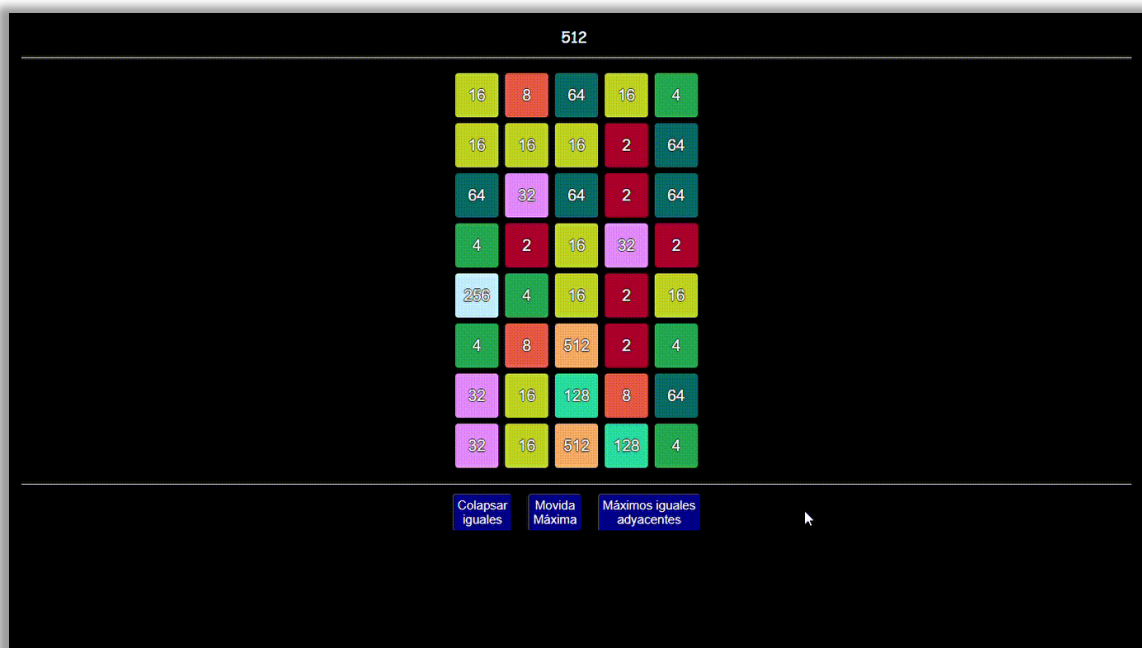 512
16 8 64 16 4
16 16 16 2 64
64 32 64 2 64
4 2 16 32 2
256 4 16 2 16
4 8 512 2 4
32 16 128 8 64
32 16 512 128 4
Colapsar
iguales
Movida
Máxima
Máximos iguales
adyacentes